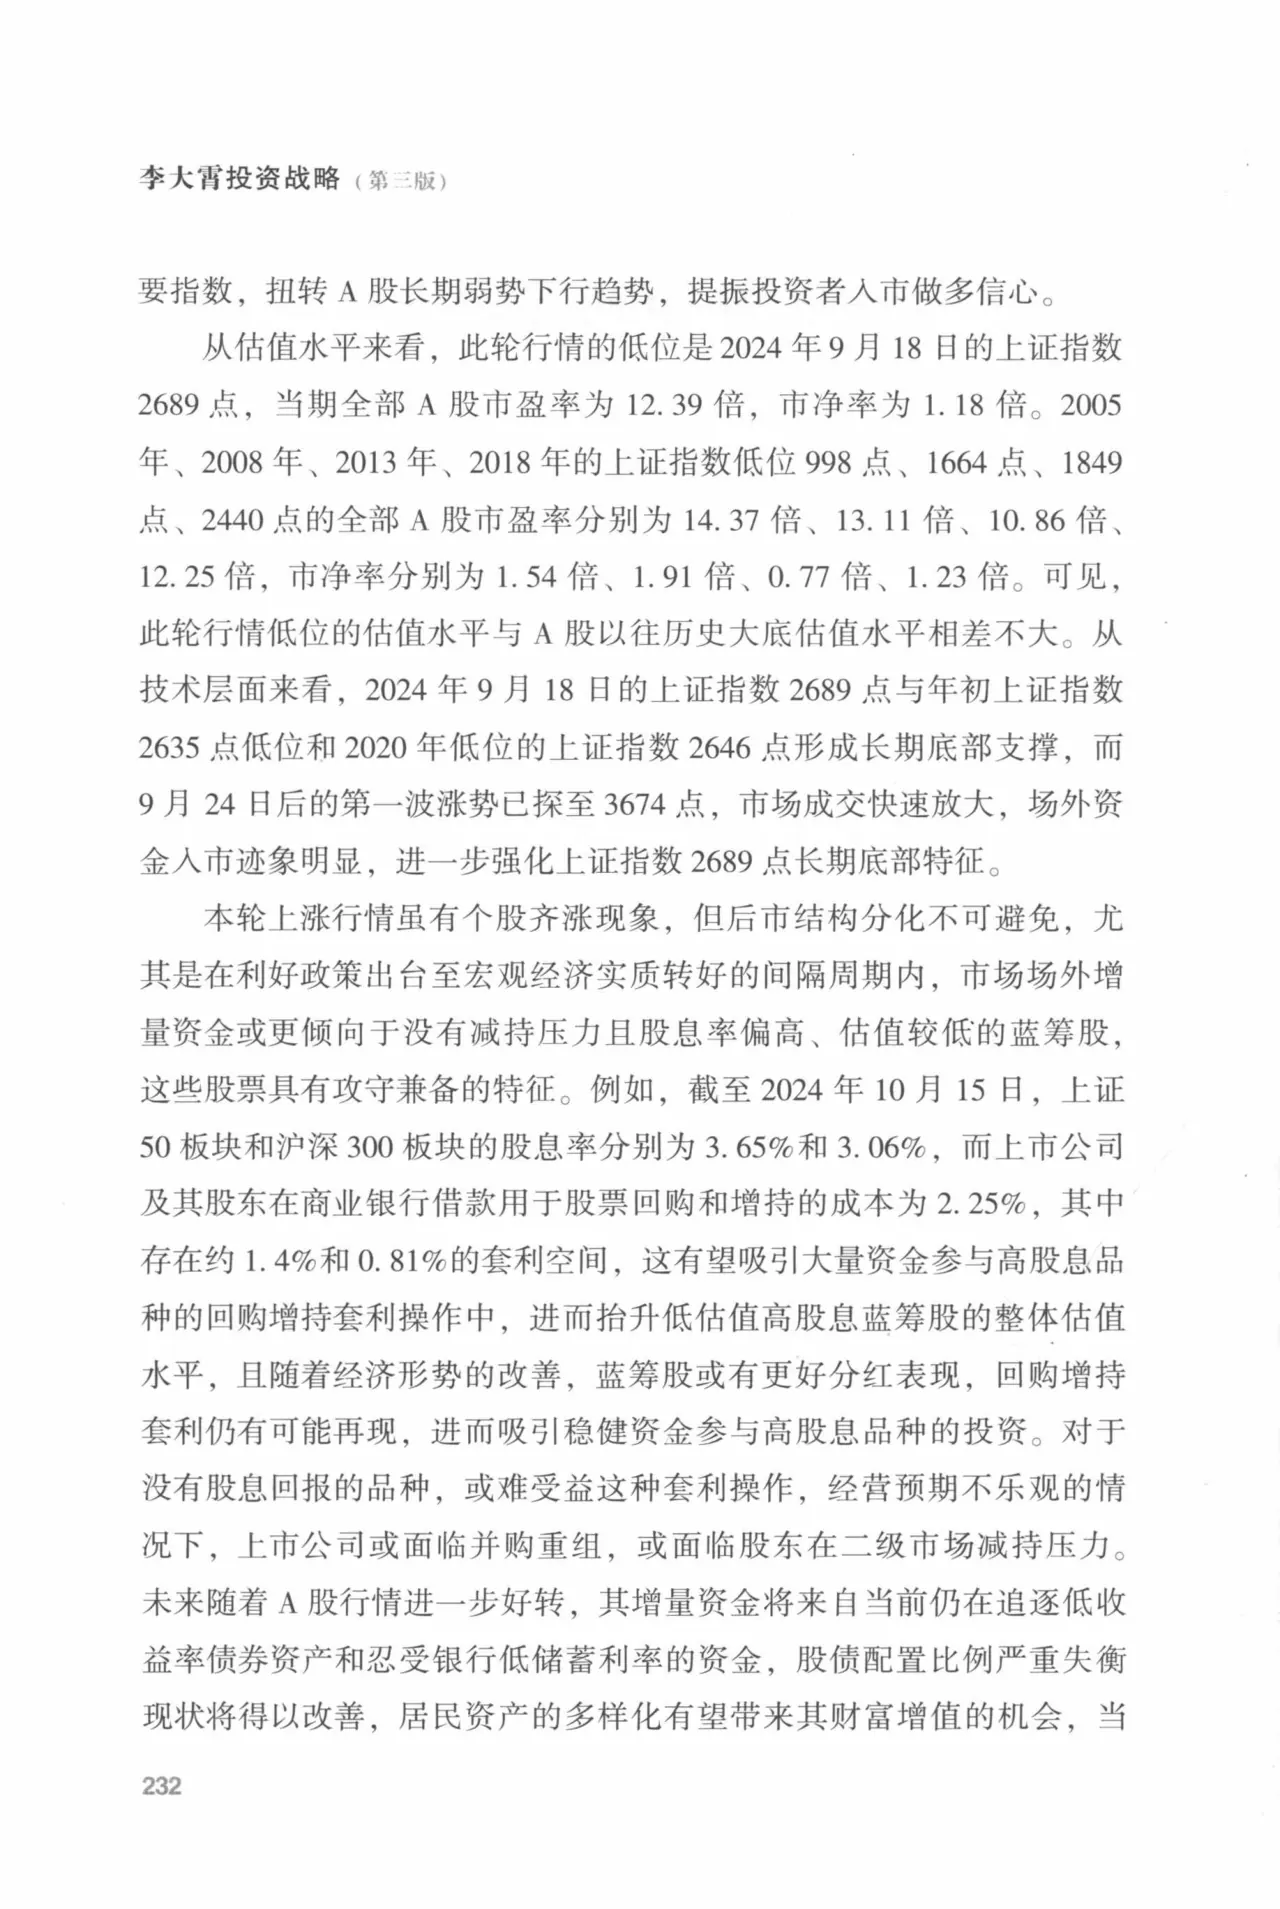 李大霄投资战略（第三版）
要指数，扭转 A 股长期弱势下行趋势，提振投资者入市做多信心。
从估值水平来看，此轮行情的低位是 2024 年 9 月 18 日的上证指数
2689 点，当期全部 A 股市盈率为 12.39 倍，市净率为 1.18 倍。2005
年、2008 年、2013 年、2018 年的上证指数低位 998 点、1664 点、1849
点、2440 点的全部 A 股市盈率分别为 14.37 倍、13.11 倍、10.86 倍、
12.25 倍，市净率分别为 1.54 倍、1.91 倍、0.77 倍、1.23 倍。可见，
此轮行情低位的估值水平与 A 股以往历史大底估值水平相差不大。从
技术层面来看，2024 年 9 月 18 日的上证指数 2689 点与年初上证指数
2635 点低位和 2020 年低位的上证指数 2646 点形成长期底部支撑，而
9 月 24 日后的第一波涨势已探至 3674 点，市场成交快速放大，场外资
金入市迹象明显，进一步强化上证指数 2689 点长期底部特征。
本轮上涨行情虽有个股齐涨现象，但后市结构分化不可避免，尤
其是在利好政策出台至宏观经济实质转好的间隔周期内，市场场外增
量资金或更倾向于没有减持压力且股息率偏高、估值较低的蓝筹股，
这些股票具有攻守兼备的特征。例如，截至 2024 年 10 月 15 日，上证
50 板块和沪深 300 板块的股息率分别为 3.65%和 3.06%，而上市公司
及其股东在商业银行借款用于股票回购和增持的成本为 2.25%，其中
存在约 1.4%和 0.81%的套利空间，这有望吸引大量资金参与高股息品
种的回购增持套利操作中，进而抬升低估值高股息蓝筹股的整体估值
水平，且随着经济形势的改善，蓝筹股或有更好分红表现，回购增持
套利仍有可能再现，进而吸引稳健资金参与高股息品种的投资。对于
没有股息回报的品种，或难受益这种套利操作，经营预期不乐观的情
况下，上市公司或面临并购重组，或面临股东在二级市场减持压力。
未来随着 A 股行情进一步好转，其增量资金将来自当前仍在追逐低收
益率债券资产和忍受银行低储蓄利率的资金，股债配置比例严重失衡
现状将得以改善，居民资产的多样化有望带来其财富增值的机会，当
232